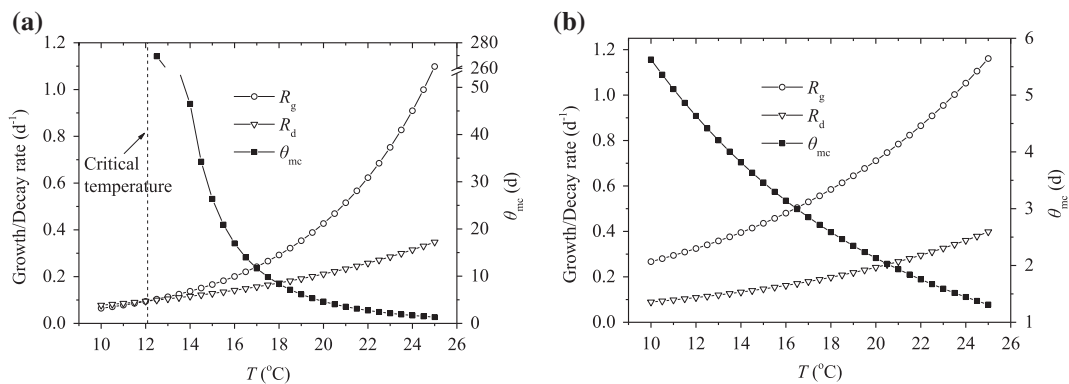 (a)
1.2
1.0
0.8
0.6
0.4
0.2
0.0
Growth/Decay rate (d⁻¹)
10 12 14 16 18 20 22 24 26
T (°C)
280
260
50
40
30
20
10
0
θmc (d)
Rg
Rd
θmc
Critical
temperature
(b)
1.2
1.0
0.8
0.6
0.4
0.2
0.0
Growth/Decay rate (d⁻¹)
10 12 14 16 18 20 22 24 26
T (°C)
6
5
4
3
2
1
θmc (d)
Rg
Rd
θmc